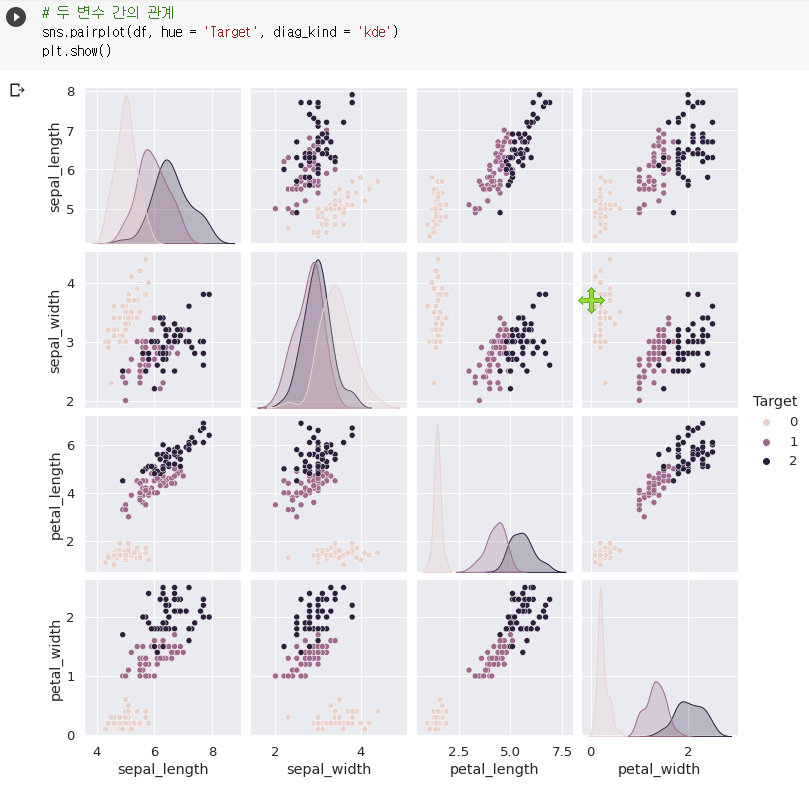 # 두 변수 간의 관계
sns.pairplot(df, hue = 'Target', diag_kind = 'kde')
plt.show()
8
7
6
5
sepal_length
4
3
2
sepal_width
6
4
2
petal_length
2
1
0
petal_width
4 6 8
sepal_length
2 4
sepal_width
2.5 5.0 7.5
petal_length
0 2
petal_width
Target
0
1
2